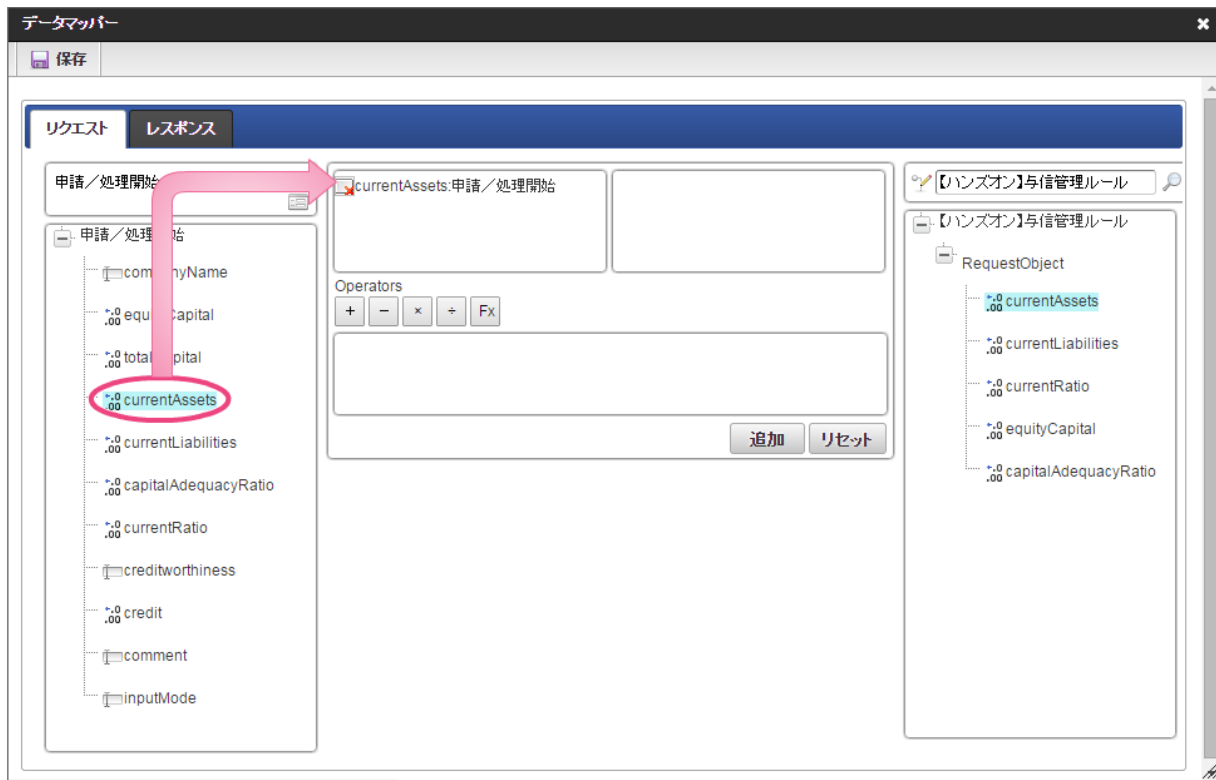 データマッパー
保存
リクエスト
レスポンス
申請／処理開始
申請／処理開始
companyName
equityCapital
totalCapital
currentAssets
currentLiabilities
capitalAdequacyRatio
currentRatio
creditworthiness
credit
comment
inputMode
currentAssets:申請／処理開始
Operators
+ − × ÷ Fx
追加 リセット
【ハンズオン】与信管理ルール
【ハンズオン】与信管理ルール
RequestObject
currentAssets
currentLiabilities
currentRatio
equityCapital
capitalAdequacyRatio